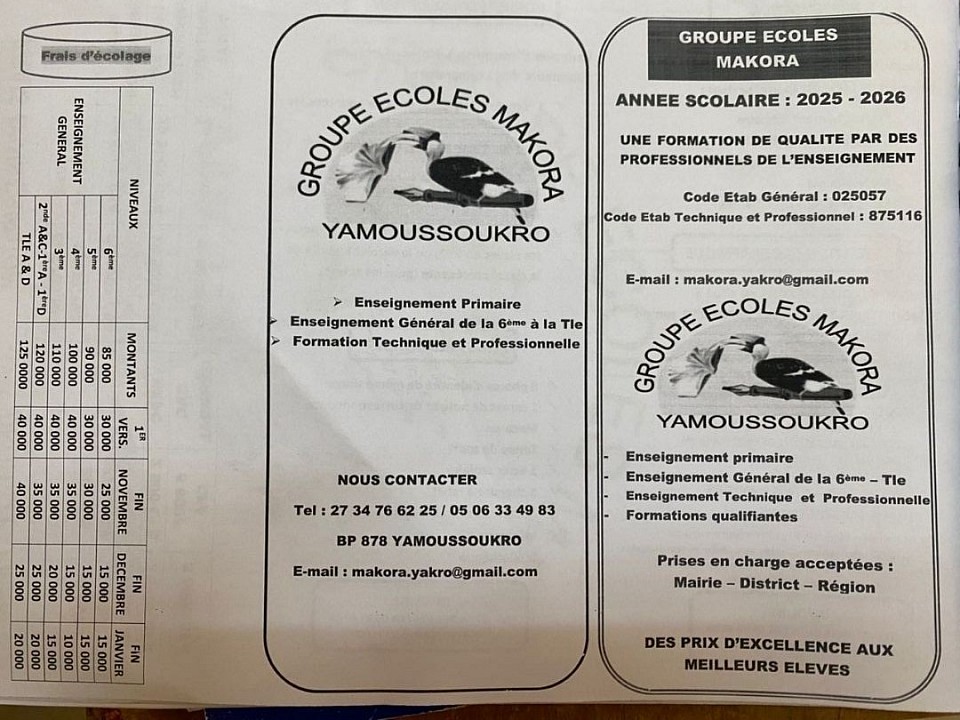 Frais d'écolage
NIVEAUX MONTANTS 1ER VERS. FIN NOVEMBRE FIN DECEMBRE FIN JANVIER
ENSEIGNEMENT GENERAL
6ème 85 000 30 000 25 000 15 000 15 000
5ème 90 000 30 000 30 000 15 000 15 000
4ème 100 000 40 000 35 000 15 000 10 000
3ème 110 000 40 000 35 000 20 000 15 000
2nde A&C-1ère A - 1èreD 120 000 40 000 35 000 25 000 20 000
TLE A & D 125 0000 40 000 40 000 25 000 20 000
GROUPE ECOLES MAKORA
YAMOUSSOUKRO
➢ Enseignement Primaire
➢ Enseignement Général de la 6ème à la Tle
➢ Formation Technique et Professionnelle
NOUS CONTACTER
Tel : 27 34 76 62 25 / 05 06 33 49 83
BP 878 YAMOUSSOUKRO
E-mail : makora.yakro@gmail.com
GROUPE ECOLES
MAKORA
ANNEE SCOLAIRE : 2025 - 2026
UNE FORMATION DE QUALITE PAR DES
PROFESSIONNELS DE L'ENSEIGNEMENT
Code Etab Général : 025057
Code Etab Technique et Professionnel : 875116
E-mail : makora.yakro@gmail.com
GROUPE ECOLES MAKORA
YAMOUSSOUKRO
- Enseignement primaire
- Enseignement Général de la 6ème – Tle
- Enseignement Technique et Professionnelle
- Formations qualifiantes
Prises en charge acceptées :
Mairie – District – Région
DES PRIX D'EXCELLENCE AUX
MEILLEURS ELEVES